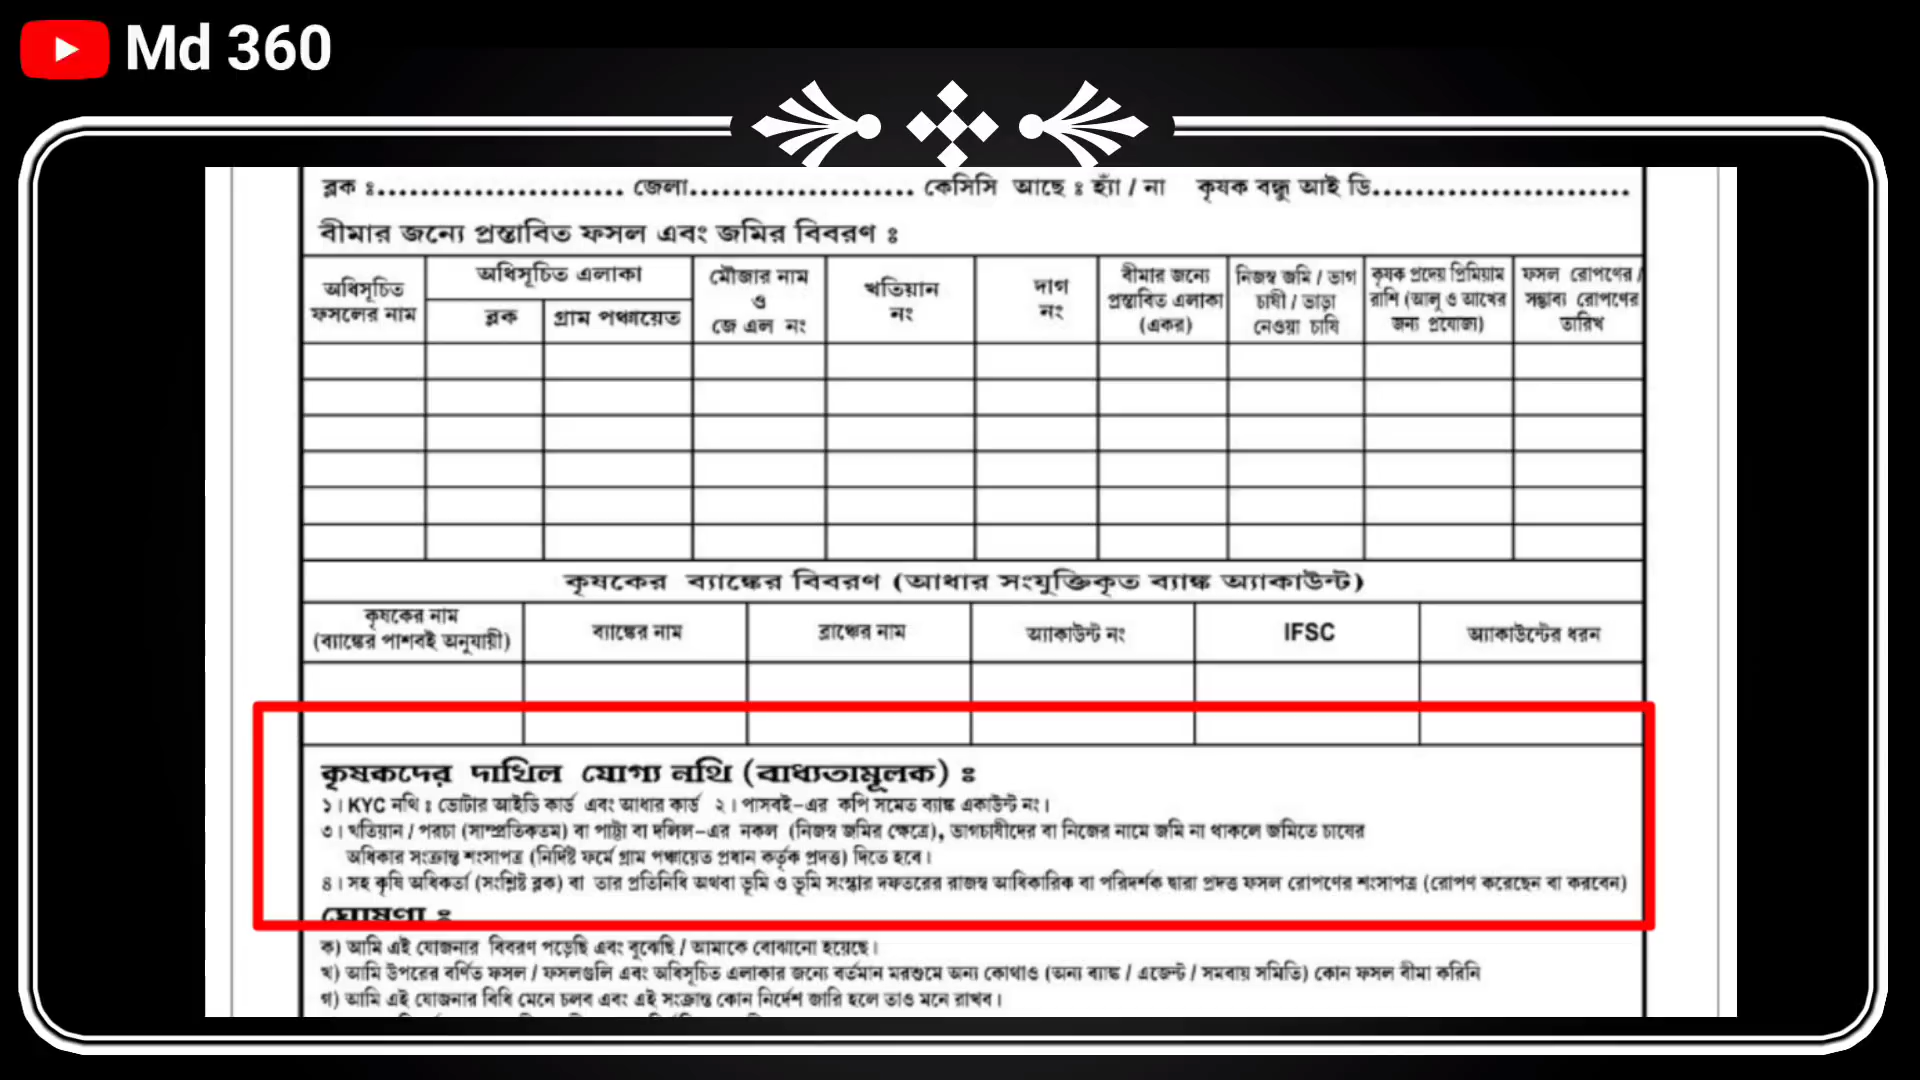 Md 360
ব্লক ঃ....................... জেলা..................... কেসিসি আছে ঃ হ্যাঁ / না কৃষক বন্ধু আই ডি........................
বীমার জন্যে প্রস্তাবিত ফসল এবং জমির বিবরণ ঃ
অধিসূচিত ফসলের নাম
অধিসূচিত এলাকা
ব্লক
গ্রাম পঞ্চায়েত
মৌজার নাম
ও
জে এল নং
খতিয়ান
নং
দাগ
নং
বীমার জন্যে
প্রস্তাবিত এলাকা
(একর)
নিজস্ব জমি / ভাগ
চাষী / ভাড়া
নেওয়া চাষি
কৃষক প্রদেয় প্রিমিয়াম
রাশি (আলু ও আখের
জন্য প্রযোজ্য)
ফসল রোপণের /
সম্ভাব্য রোপণের
তারিখ
কৃষকের ব্যাঙ্কের বিবরণ (আধার সংযুক্তিকৃত ব্যাঙ্ক অ্যাকাউন্ট)
কৃষকের নাম
(ব্যাঙ্কের পাশবই অনুযায়ী)
ব্যাঙ্কের নাম
ব্রাঞ্চের নাম
অ্যাকাউন্ট নং
IFSC
অ্যাকাউন্টের ধরন
কৃষকদের দাখিল যোগ্য নথি (বাধ্যতামূলক) ঃ
১। KYC নথি ঃ ভোটার আইডি কার্ড এবং আধার কার্ড ২। পাসবই-এর কপি সমেত ব্যাঙ্ক একাউন্ট নং।
৩। খতিয়ান / পরচা (সাম্প্রতিকতম) বা পাট্টা বা দলিল-এর নকল (নিজস্ব জমির ক্ষেত্রে), ভাগচাষীদের বা নিজের নামে জমি না থাকলে জমিতে চাষের
অধিকার সংক্রান্ত শংসাপত্র (নির্দিষ্ট ফর্মে গ্রাম পঞ্চায়েত প্রধান কর্তৃক প্রদত্ত) দিতে হবে।
৪। সহ কৃষি অধিকর্তা (সংশ্লিষ্ট ব্লক) বা তার প্রতিনিধি অথবা ভূমি ও ভূমি সংস্কার দফতরের রাজস্ব আধিকারিক বা পরিদর্শক দ্বারা প্রদত্ত ফসল রোপণের শংসাপত্র (রোপণ করেছেন বা করবেন)
ঘোষণা ঃ
ক) আমি এই যোজনার বিবরণ পড়েছি এবং বুঝেছি / আমাকে বোঝানো হয়েছে।
খ) আমি উপরের বর্ণিত ফসল / ফসলগুলি এবং অধিসূচিত এলাকার জন্যে বর্তমান মরশুমে অন্য কোথাও (অন্য ব্যাঙ্ক / এজেন্ট / সমবায় সমিতি) কোন ফসল বীমা করিনি
গ) আমি এই যোজনার বিধি মেনে চলব এবং এই সংক্রান্ত কোন নির্দেশ জারি হলে তাও মনে রাখব।